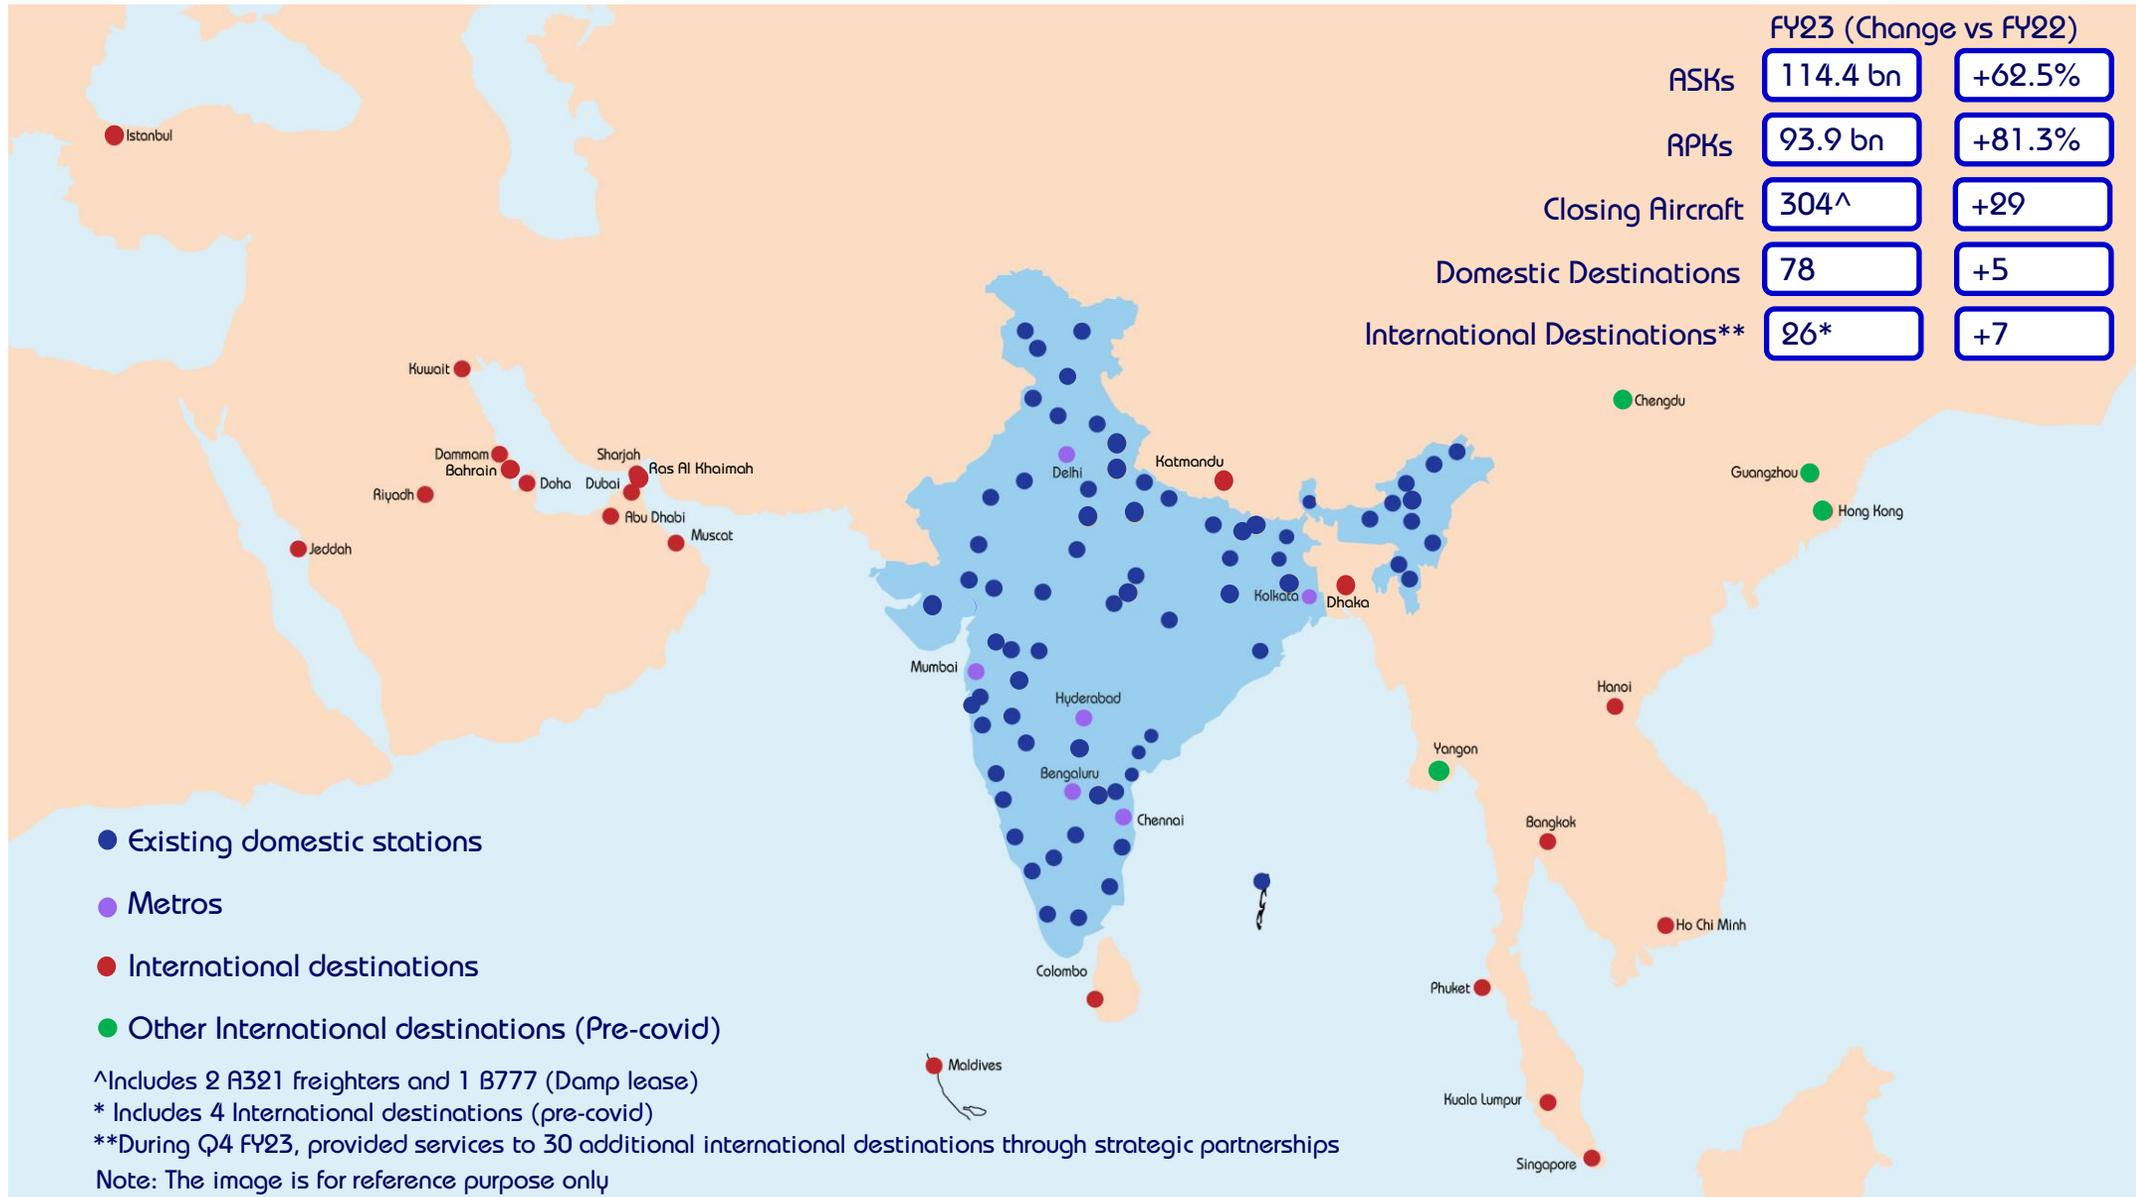 FY23 (Change vs FY22)
ASKs 114.4 bn +62.5%
RPKs 93.9 bn +81.3%
Closing Aircraft 304^ +29
Domestic Destinations 78 +5
International Destinations** 26* +7
Istanbul
Kuwait
Chengdu
Dammam
Sharjah
Bahrain
Ras Al Khaimah
Katmandu
Delhi
Guangzhou
Riyadh
Doha
Dubai
Hong Kong
Abu Dhabi
Muscat
Jeddah
Kolkata
Dhaka
Mumbai
Hanoi
Hyderabad
Yangon
Bengaluru
Chennai
Bangkok
Ho Chi Minh
Colombo
Phuket
Maldives
Kuala Lumpur
Singapore
Existing domestic stations
Metros
International destinations
Other International destinations (Pre-covid)
^Includes 2 A321 freighters and 1 B777 (Damp lease)
* Includes 4 International destinations (pre-covid)
**During Q4 FY23, provided services to 30 additional international destinations through strategic partnerships
Note: The image is for reference purpose only